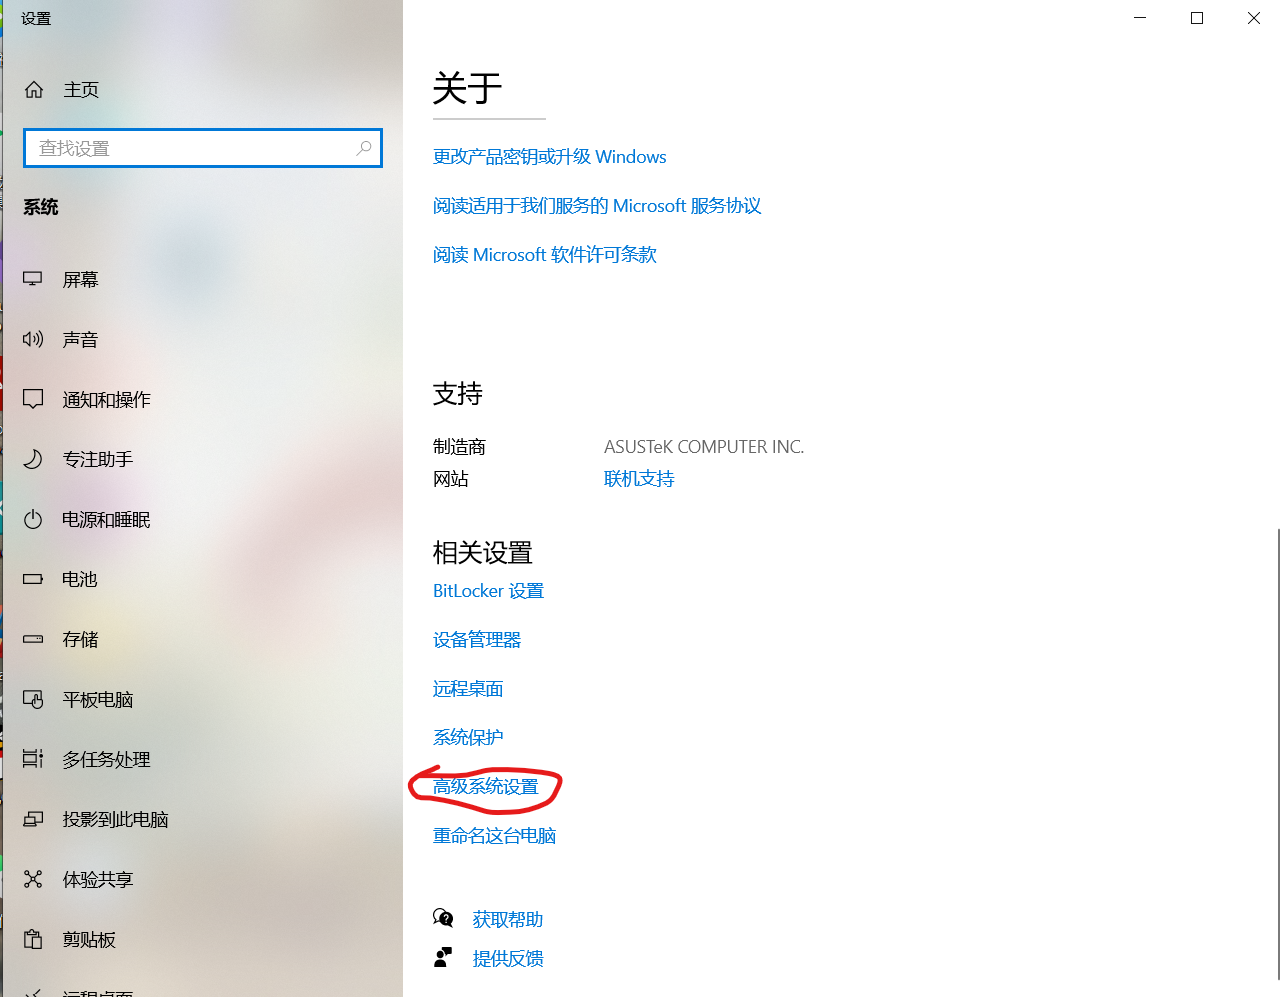 设置
主页
查找设置
系统
屏幕
声音
通知和操作
专注助手
电源和睡眠
电池
存储
平板电脑
多任务处理
投影到此电脑
体验共享
剪贴板
远程桌面
关于
更改产品密钥或升级 Windows
阅读适用于我们服务的 Microsoft 服务协议
阅读 Microsoft 软件许可条款
支持
制造商 ASUSTeK COMPUTER INC.
网站 联机支持
相关设置
BitLocker 设置
设备管理器
远程桌面
系统保护
高级系统设置
重命名这台电脑
获取帮助
提供反馈